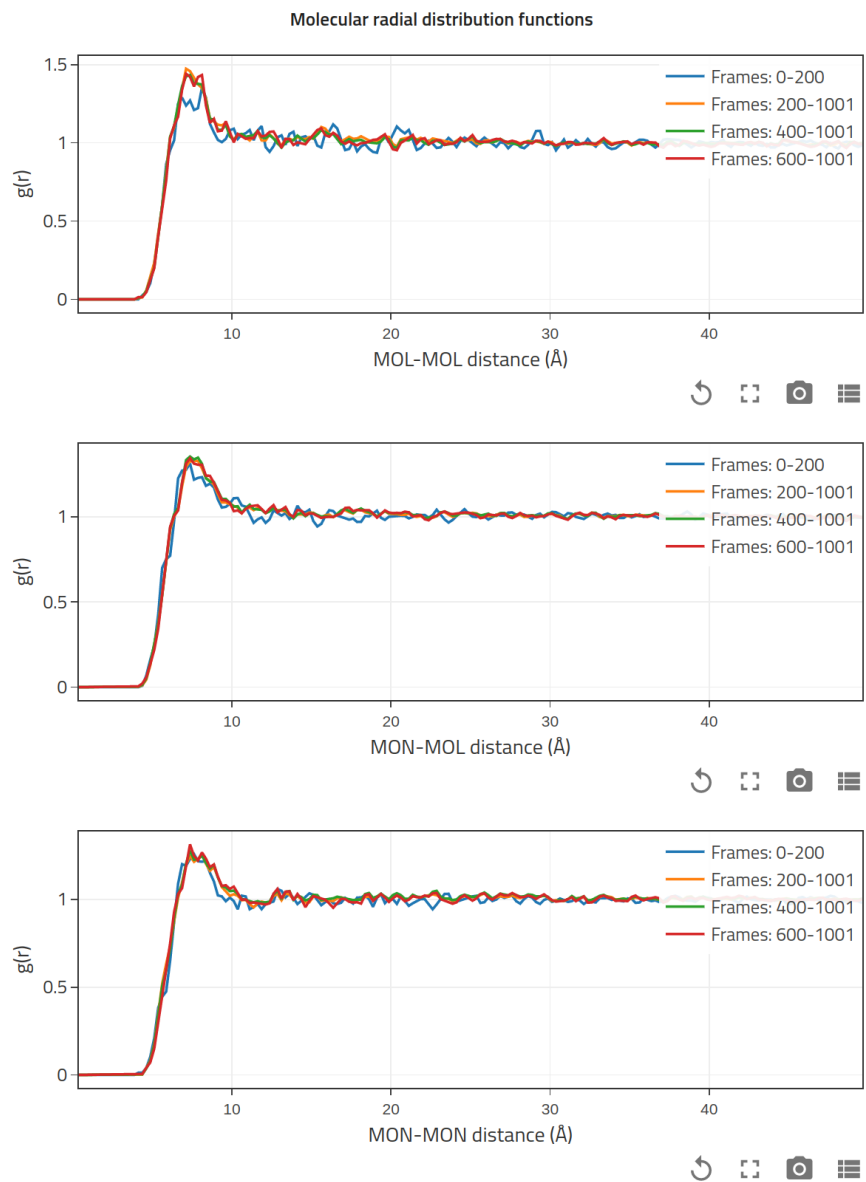 Molecular radial distribution functions
1.5
1
0.5
0
g(r)
Frames: 0-200
Frames: 200-1001
Frames: 400-1001
Frames: 600-1001
10 20 30 40
MOL-MOL distance (Å)
1
0.5
0
g(r)
Frames: 0-200
Frames: 200-1001
Frames: 400-1001
Frames: 600-1001
10 20 30 40
MON-MOL distance (Å)
1
0.5
0
g(r)
Frames: 0-200
Frames: 200-1001
Frames: 400-1001
Frames: 600-1001
10 20 30 40
MON-MON distance (Å)